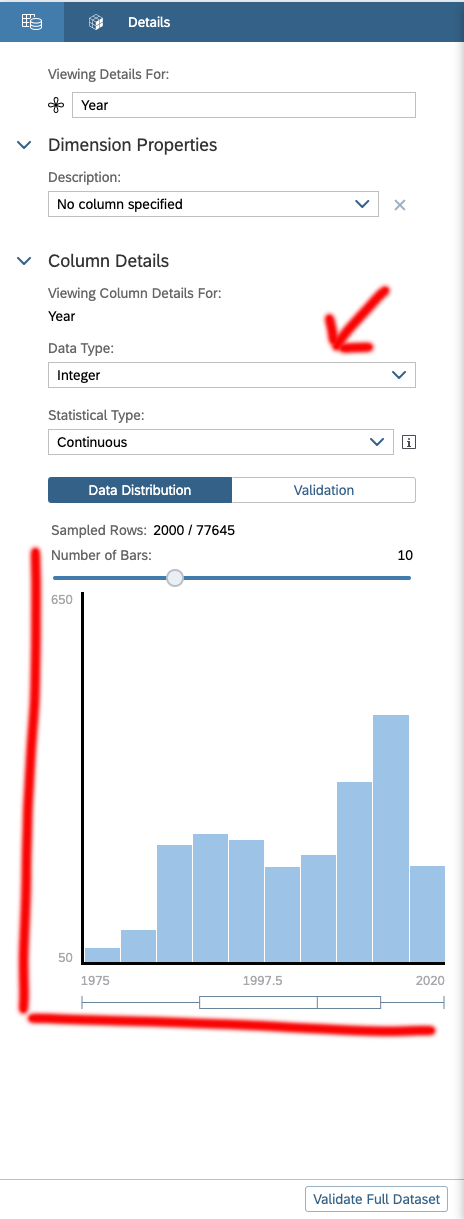 Details
Viewing Details For:
Year
Dimension Properties
Description:
No column specified
Column Details
Viewing Column Details For:
Year
Data Type:
Integer
Statistical Type:
Continuous
Data Distribution Validation
Sampled Rows: 2000 / 77645
Number of Bars: 10
650
50
1975 1997.5 2020
Validate Full Dataset